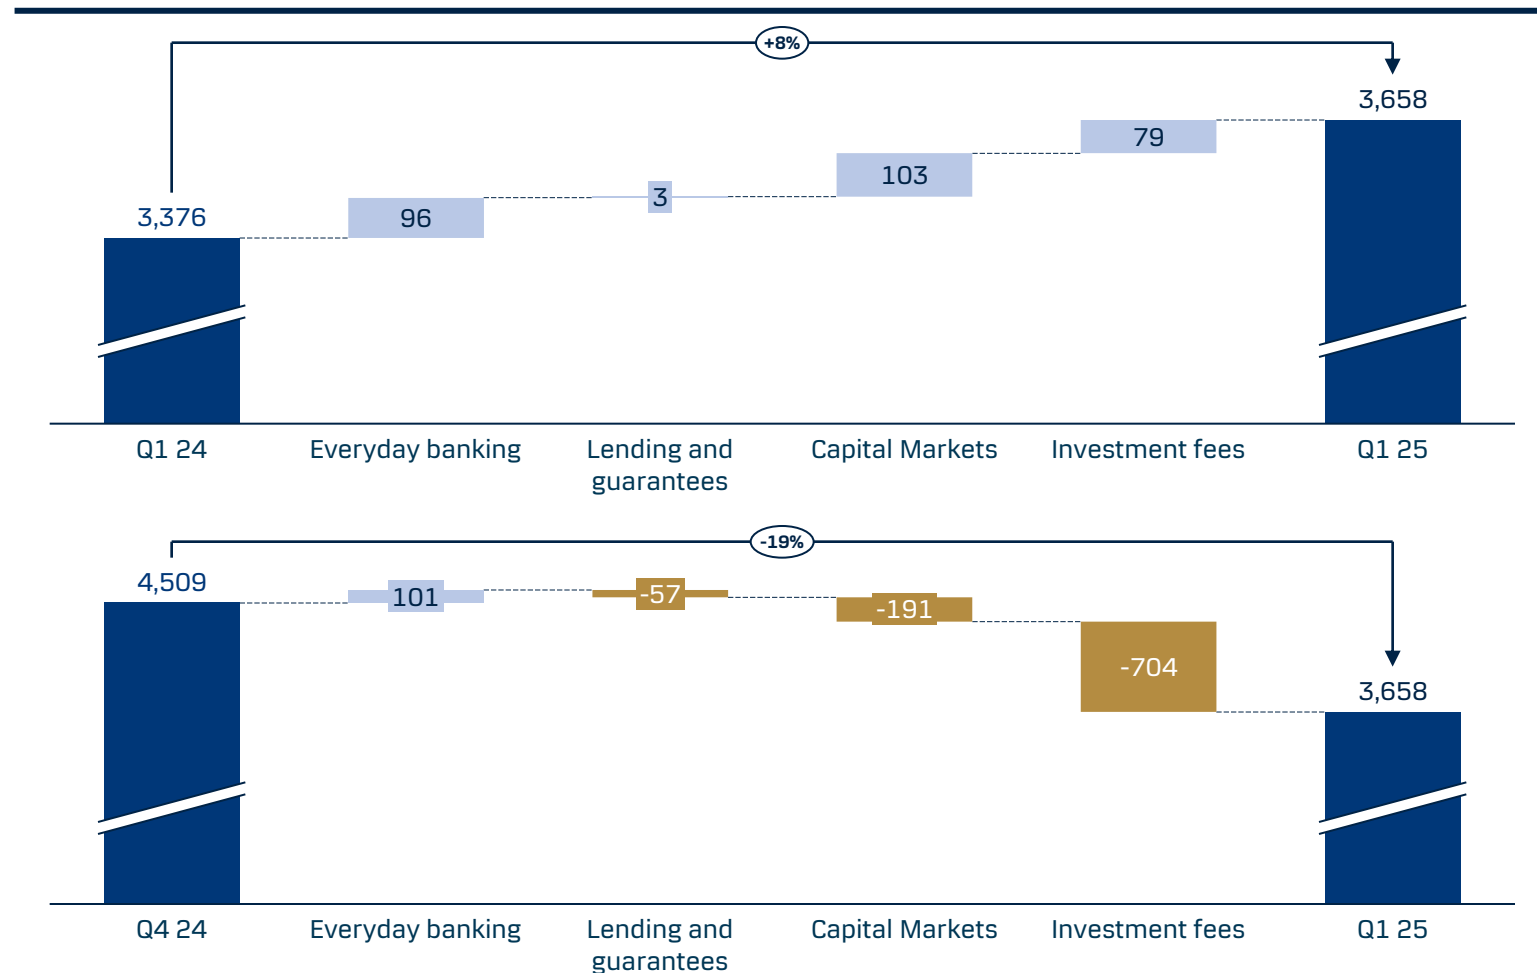 +8%
3,658
79
103
3
96
3,376
Q1 24
Everyday banking
Lending and
guarantees
Capital Markets
Investment fees
Q1 25
-19%
4,509
101
-57
-191
-704
3,658
Q4 24
Everyday banking
Lending and
guarantees
Capital Markets
Investment fees
Q1 25